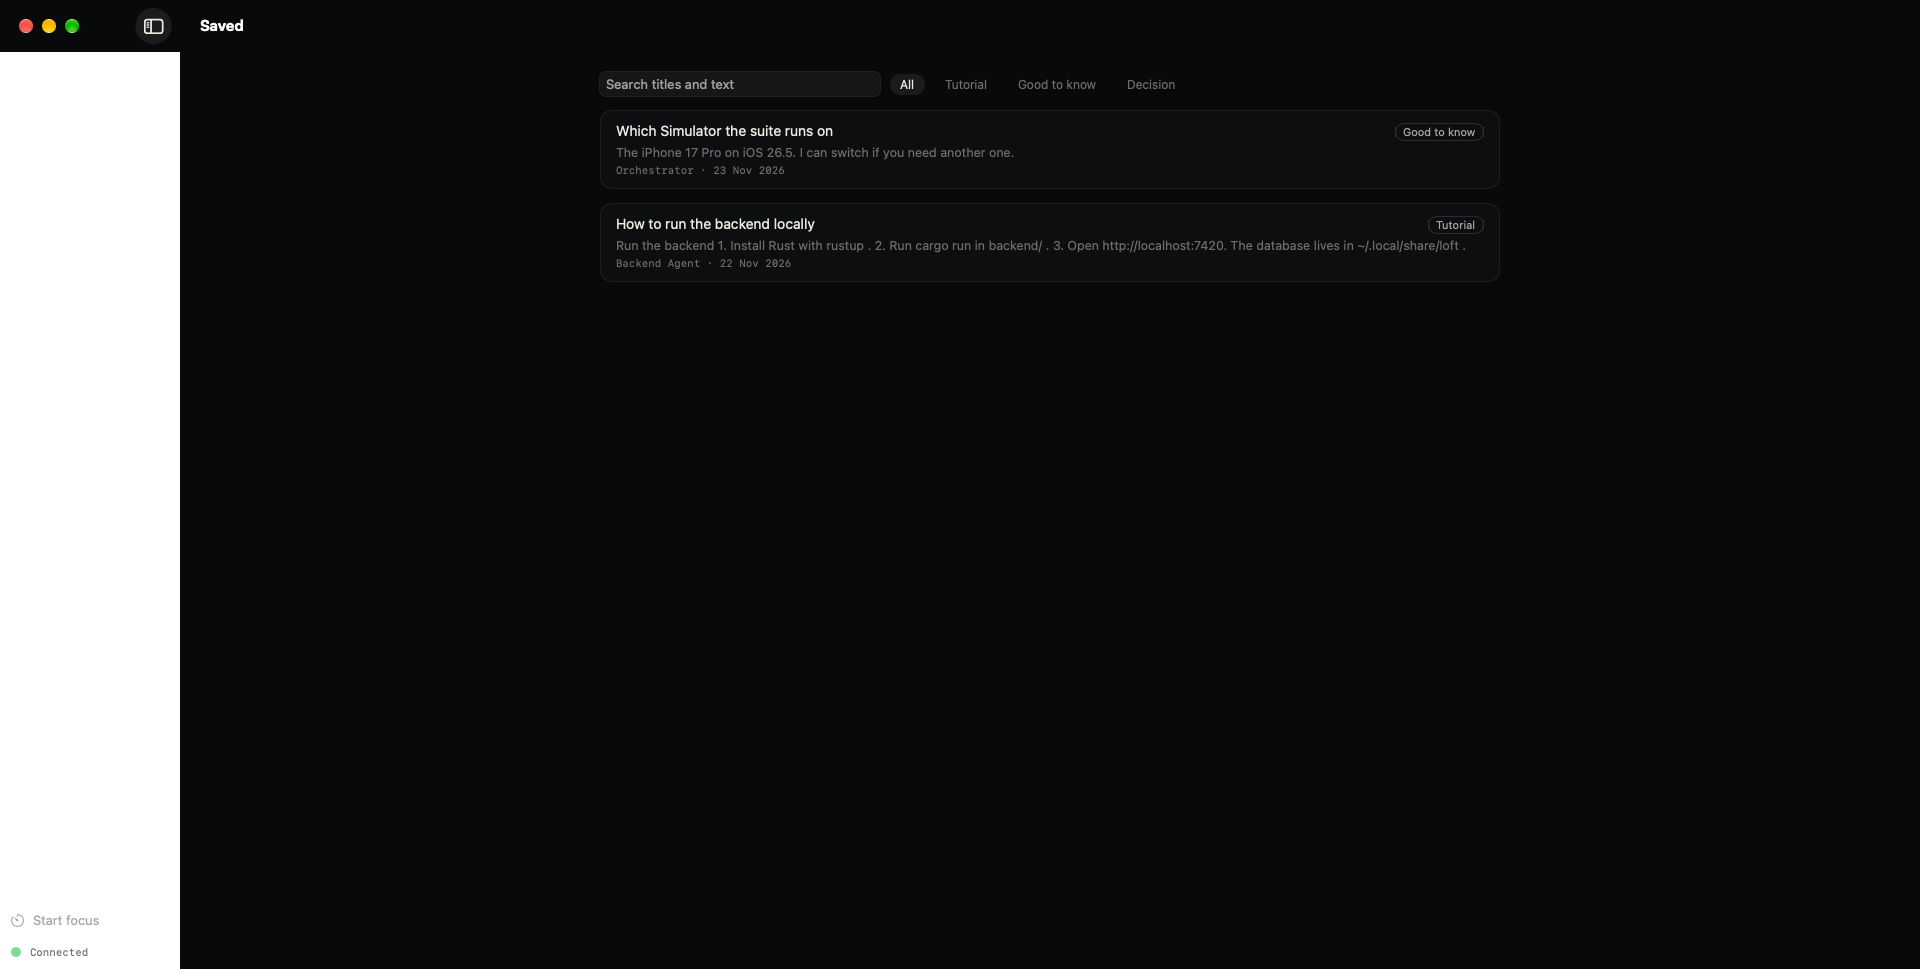 Saved
Search titles and text
All
Tutorial
Good to know
Decision
Which Simulator the suite runs on
Good to know
The iPhone 17 Pro on iOS 26.5. I can switch if you need another one.
Orchestrator · 23 Nov 2026
How to run the backend locally
Tutorial
Run the backend 1. Install Rust with rustup . 2. Run cargo run in backend/ . 3. Open http://localhost:7420. The database lives in ~/.local/share/loft .
Backend Agent · 22 Nov 2026
Start focus
Connected